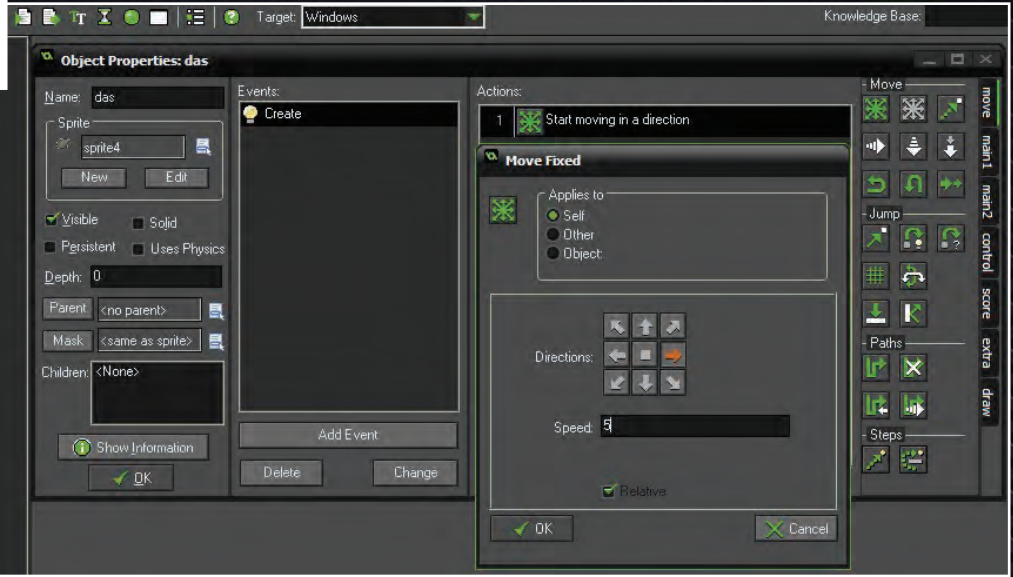 Target: Windows
Knowledge Base:
Object Properties: das
Name: das
Sprite
sprite4
New Edit
Visible Solid
Persistent Uses Physics
Depth: 0
Parent <no parent>
Mask <same as sprite>
Children: <None>
Show Information
OK
Events:
Create
Add Event
Delete Change
Actions:
1 Start moving in a direction
Move Fixed
Applies to
Self
Other
Object:
Directions:
Speed: 5
Relative
OK Cancel
Move
Jump
Paths
Steps
move
main1
main2
control
score
extra
draw